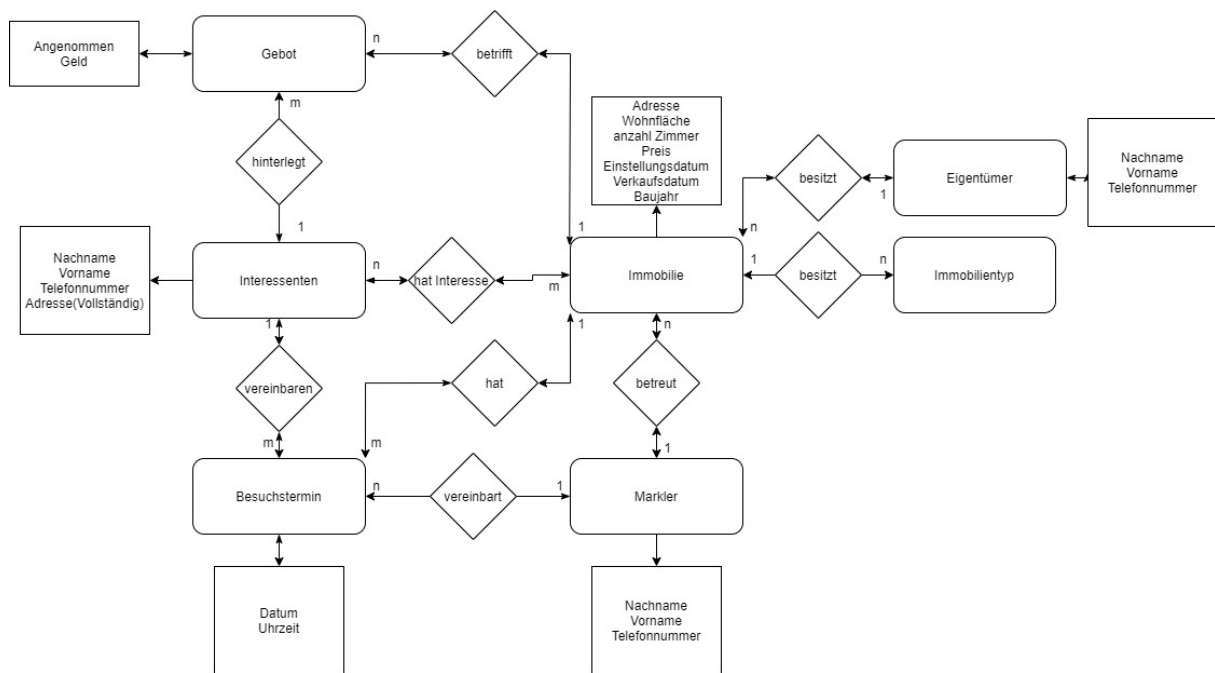 Angenommen
Geld
Gebot
n
betrifft
m
hinterlegt
1
Adresse
Wohnfläche
anzahl Zimmer
Preis
Einstellungsdatum
Verkaufsdatum
Baujahr
besitzt
1
n
Eigentümer
Nachname
Vorname
Telefonnummer
Nachname
Vorname
Telefonnummer
Adresse(Vollständig)
Interessenten
n
hat Interesse
m
1
Immobilie
1
besitzt
n
Immobilientyp
1
vereinbaren
m
hat
m
1
n
betreut
1
Besuchstermin
n
vereinbart
1
Markler
Datum
Uhrzeit
Nachname
Vorname
Telefonnummer